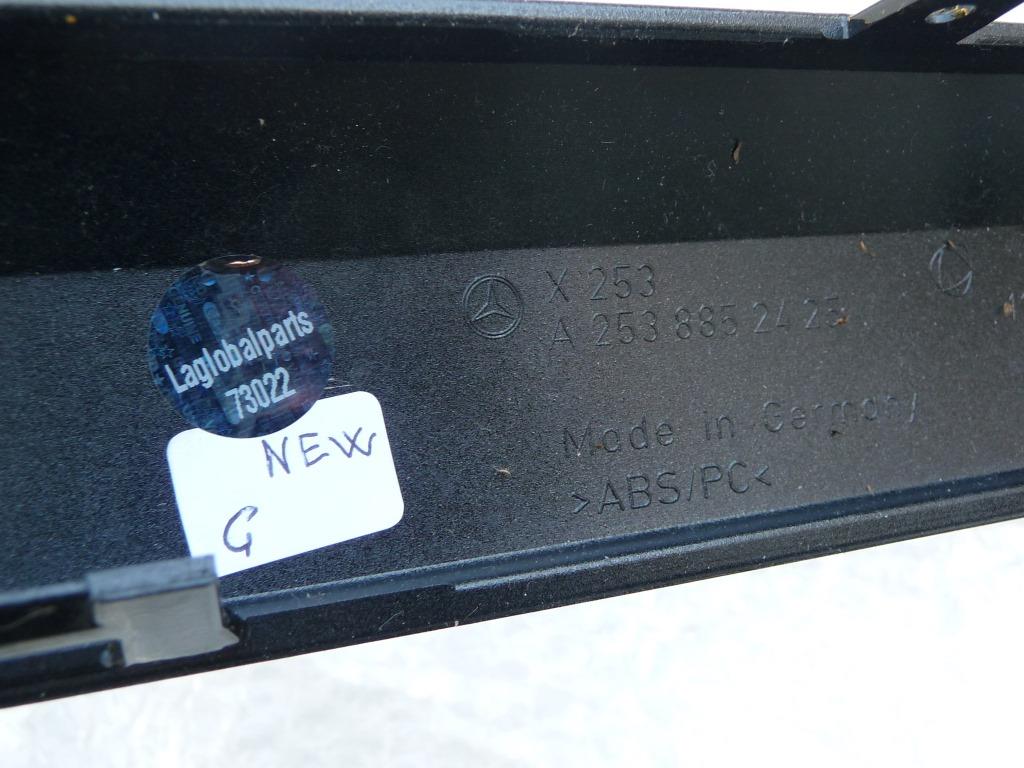 X 253
A 253 885 24 25
Laglobalparts
73022
Made in Germany
>ABS/PC<
NEW
G